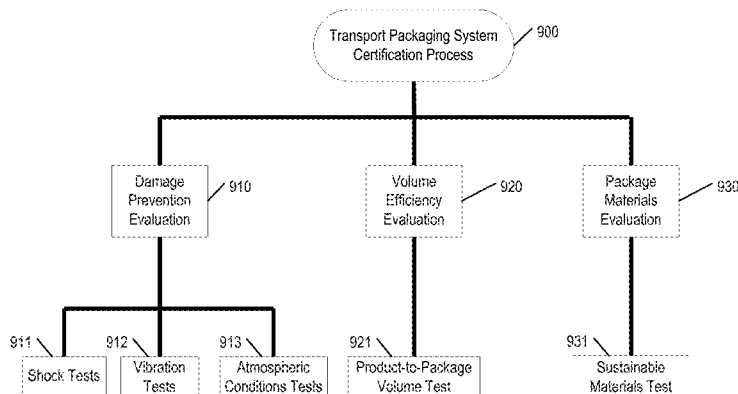 Transport Packaging System
Certification Process
900
Damage
Prevention
Evaluation
910
Volume
Efficiency
Evaluation
920
Package
Materials
Evaluation
930
911
Shock Tests
912
Vibration
Tests
913
Atmospheric
Conditions Tests
921
Product-to-Package
Volume Test
931
Sustainable
Materials Test